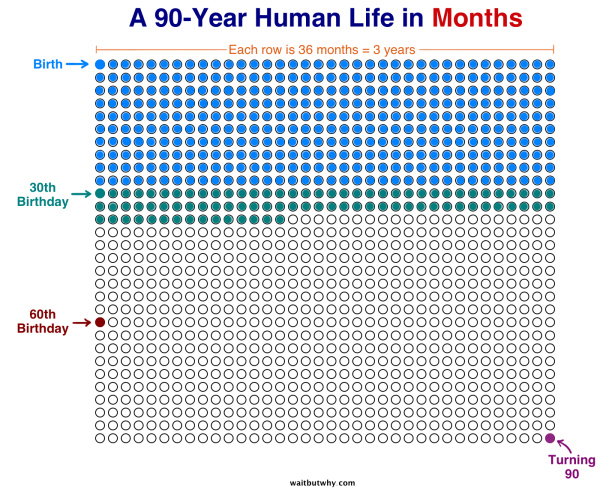 A 90-Year Human Life in Months
Each row is 36 months = 3 years
Birth
30th
Birthday
60th
Birthday
Turning
90
waitbutwhy.com